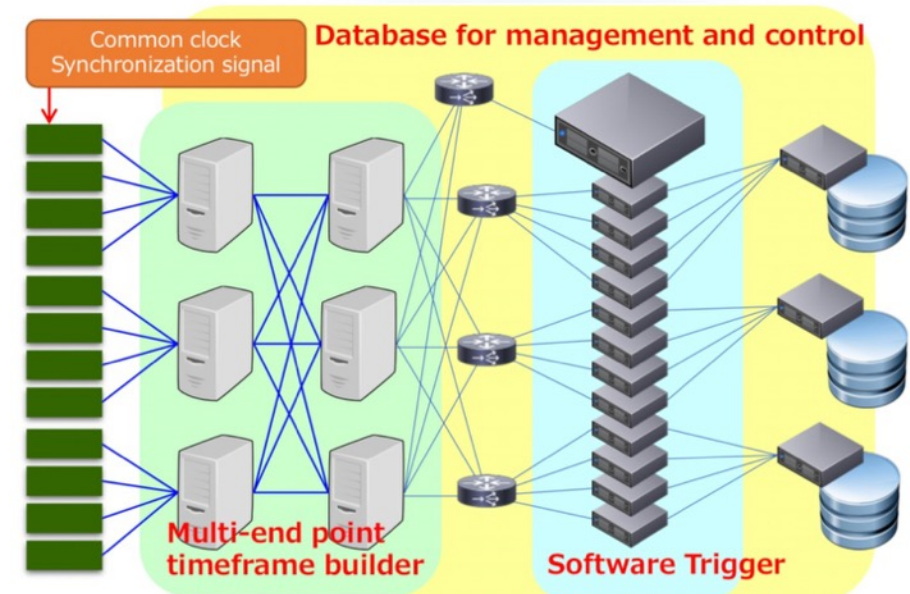 Common clock
Synchronization signal
Database for management and control
Multi-end point
timeframe builder
Software Trigger